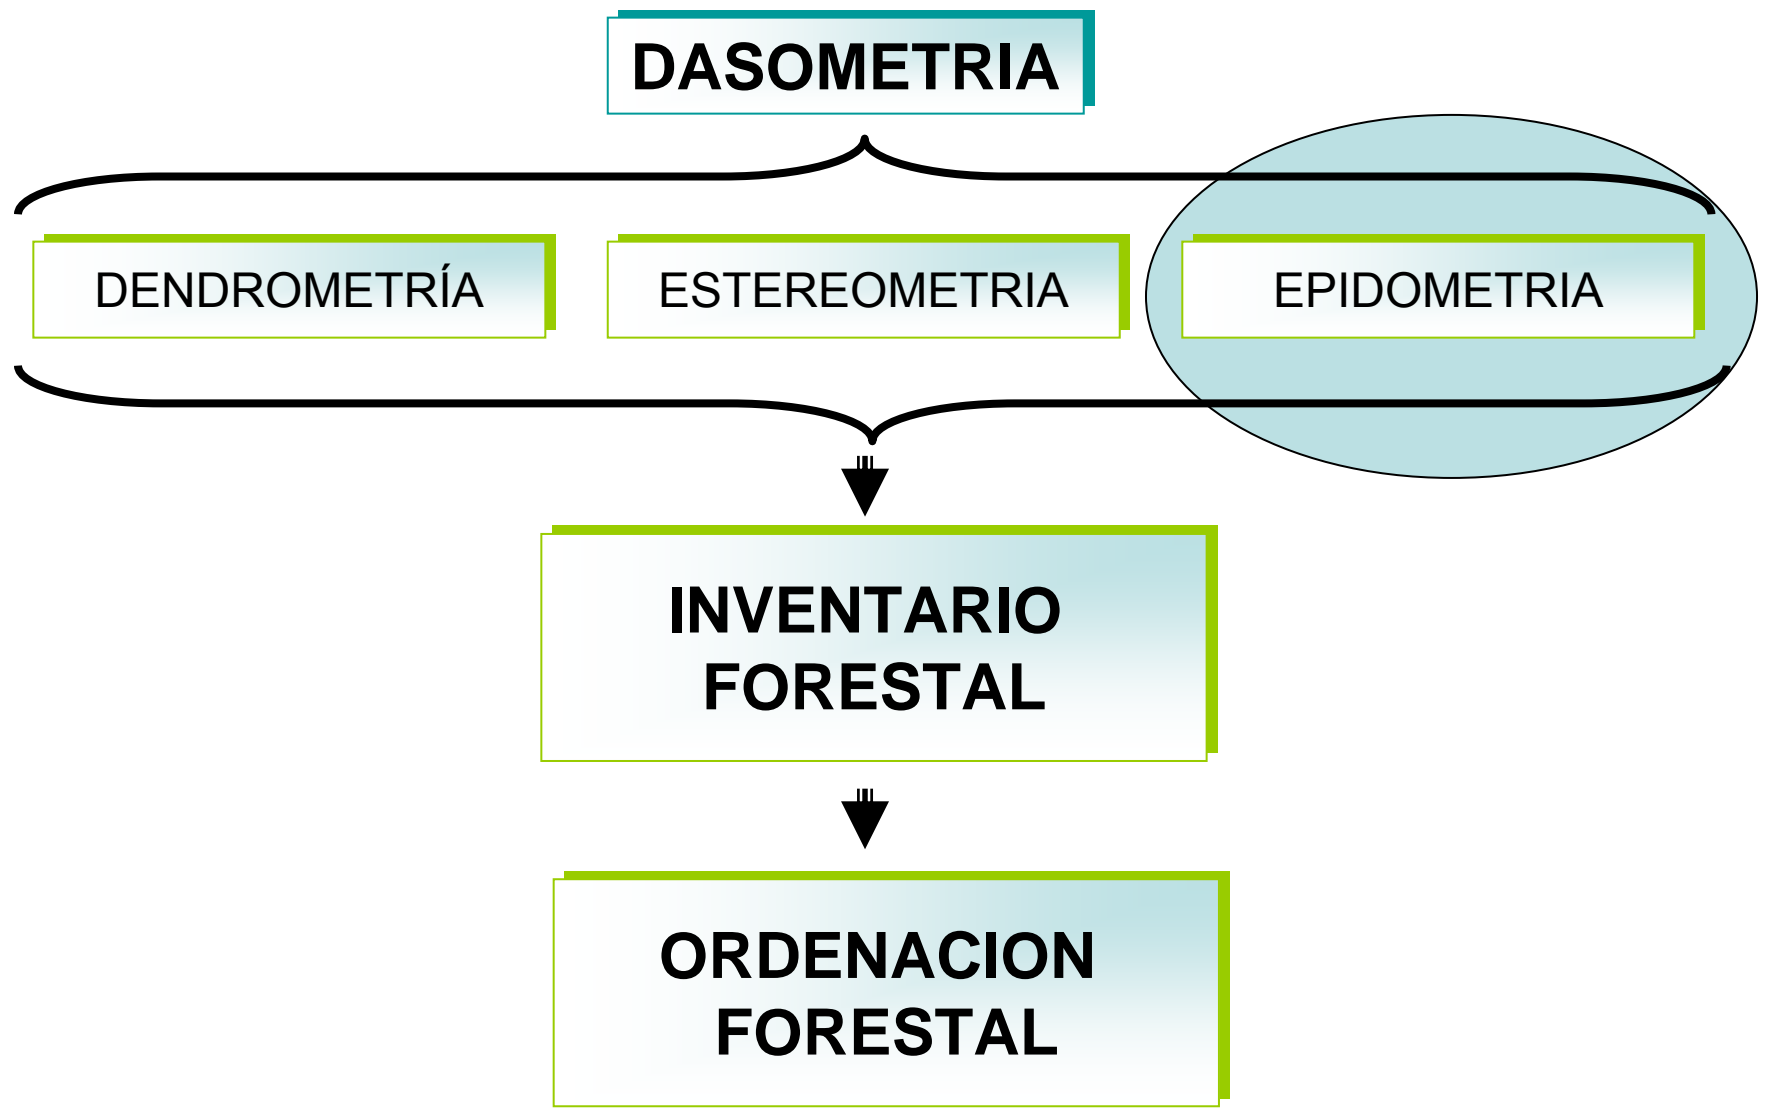 DASOMETRIA
DENDROMETRÍA
ESTEREOMETRIA
EPIDOMETRIA
INVENTARIO
FORESTAL
ORDENACION
FORESTAL